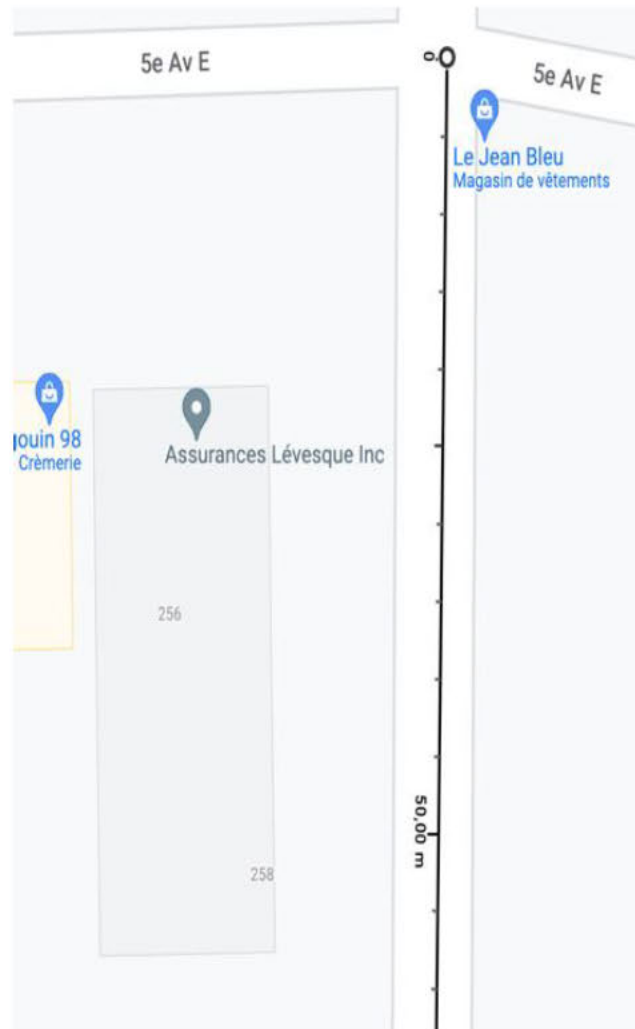 5e Av E
0
5e Av E
Le Jean Bleu
Magasin de vêtements
gouin 98
Crèmerie
Assurances Lévesque Inc
256
50,00 m
258